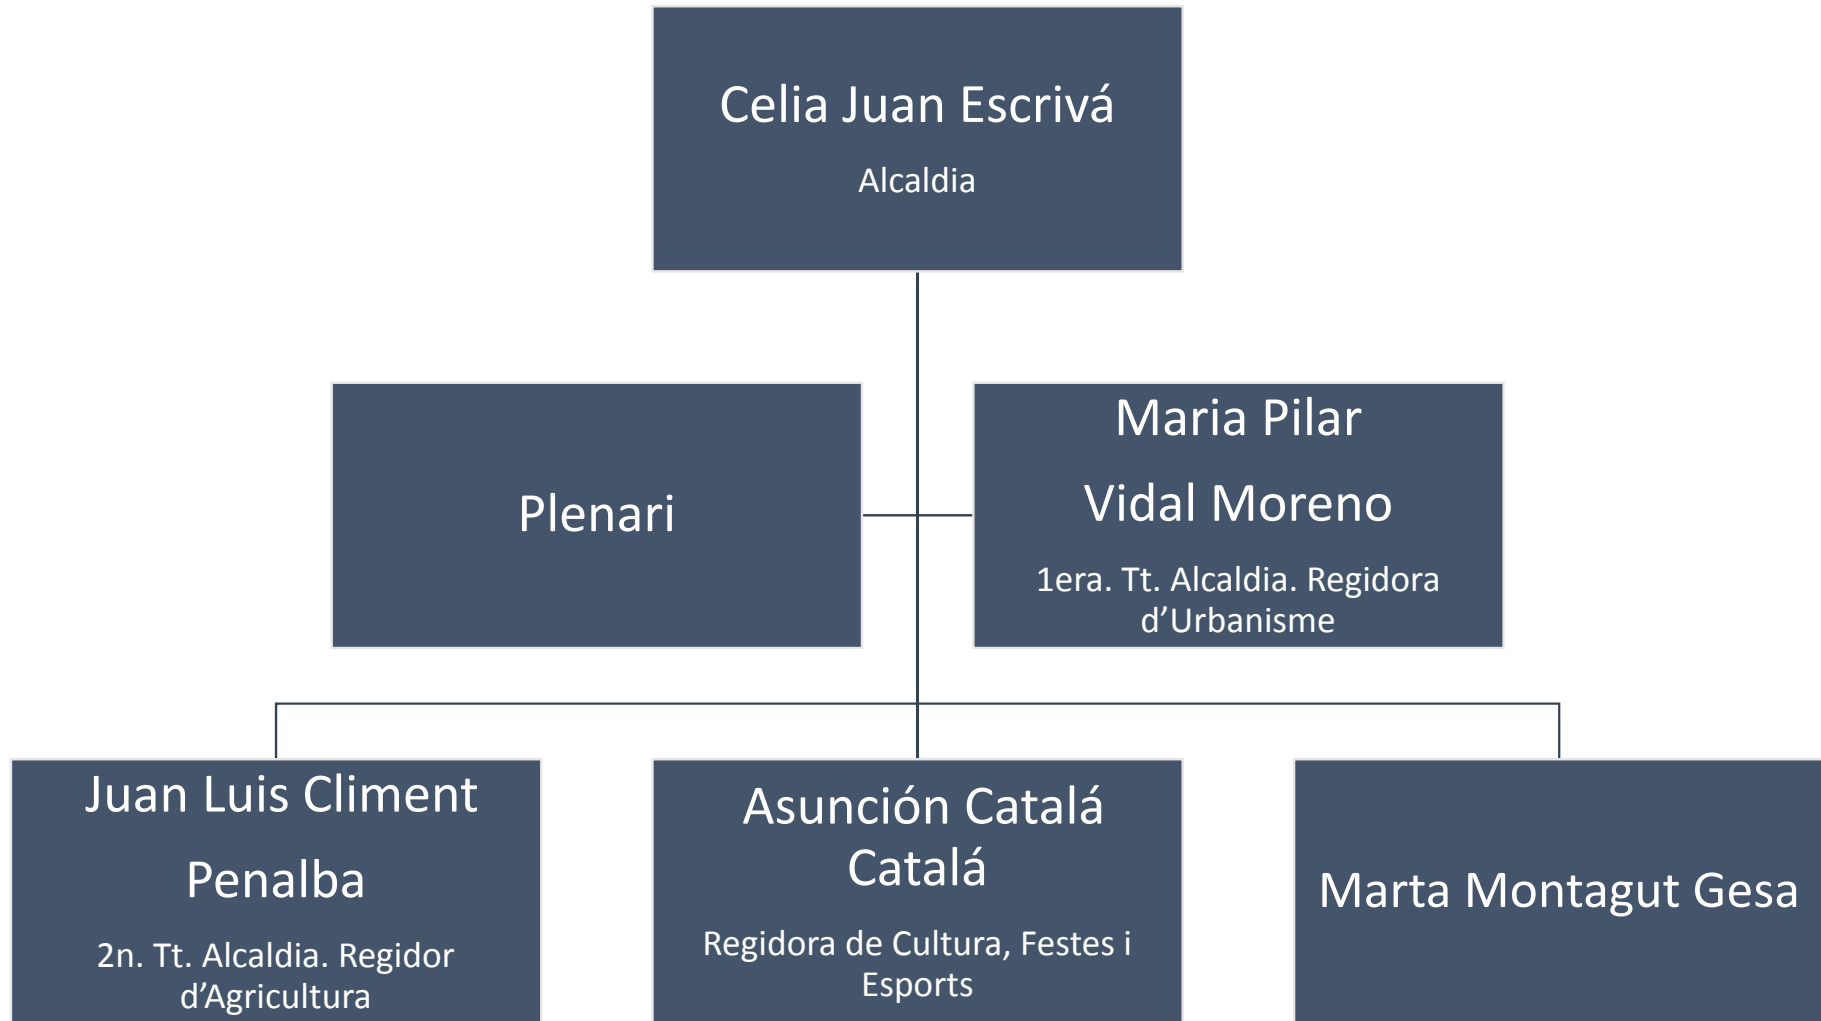 Celia Juan Escrivá
Alcaldia
Plenari
Maria Pilar
Vidal Moreno
1era. Tt. Alcaldia. Regidora
d’Urbanisme
Juan Luis Climent
Penalba
2n. Tt. Alcaldia. Regidor
d’Agricultura
Asunción Catalá
Catalá
Regidora de Cultura, Festes i
Esports
Marta Montagut Gesa